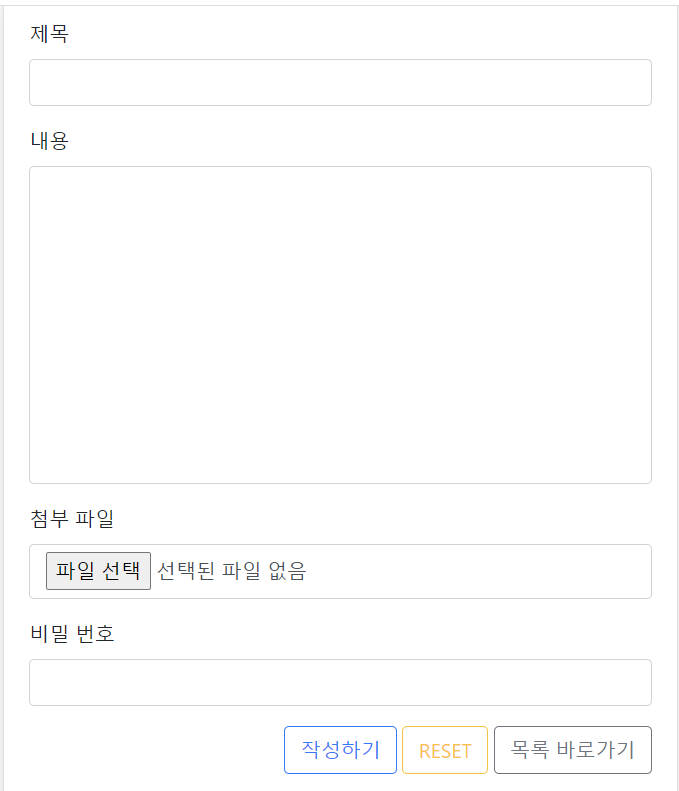 제목
내용
첨부 파일
파일 선택 선택된 파일 없음
비밀 번호
작성하기 RESET 목록 바로가기